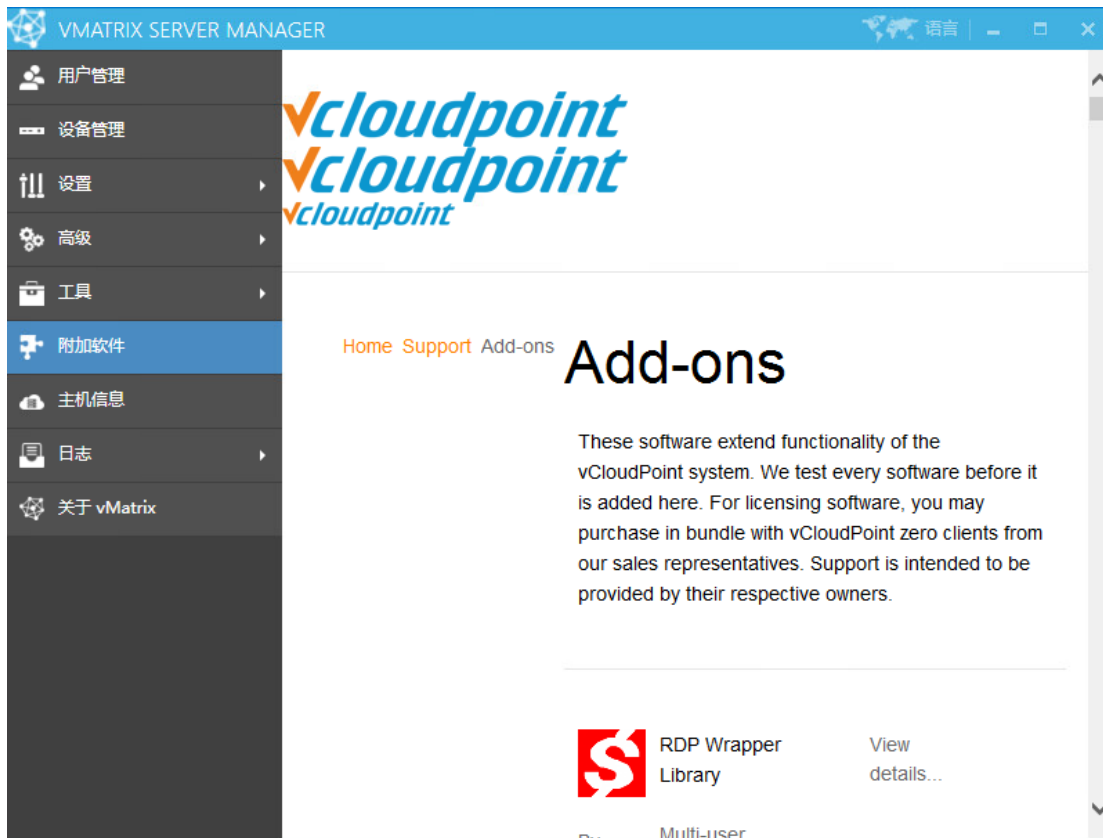 VMATRIX SERVER MANAGER
语言
用户管理
设备管理
设置
高级
工具
附加软件
主机信息
日志
关于 vMatrix
vcloudpoint
vcloudpoint
vcloudpoint
Home Support Add-ons
Add-ons
These software extend functionality of the
vCloudPoint system. We test every software before it
is added here. For licensing software, you may
purchase in bundle with vCloudPoint zero clients from
our sales representatives. Support is intended to be
provided by their respective owners.
RDP Wrapper
Library
View
details...
Multi-user